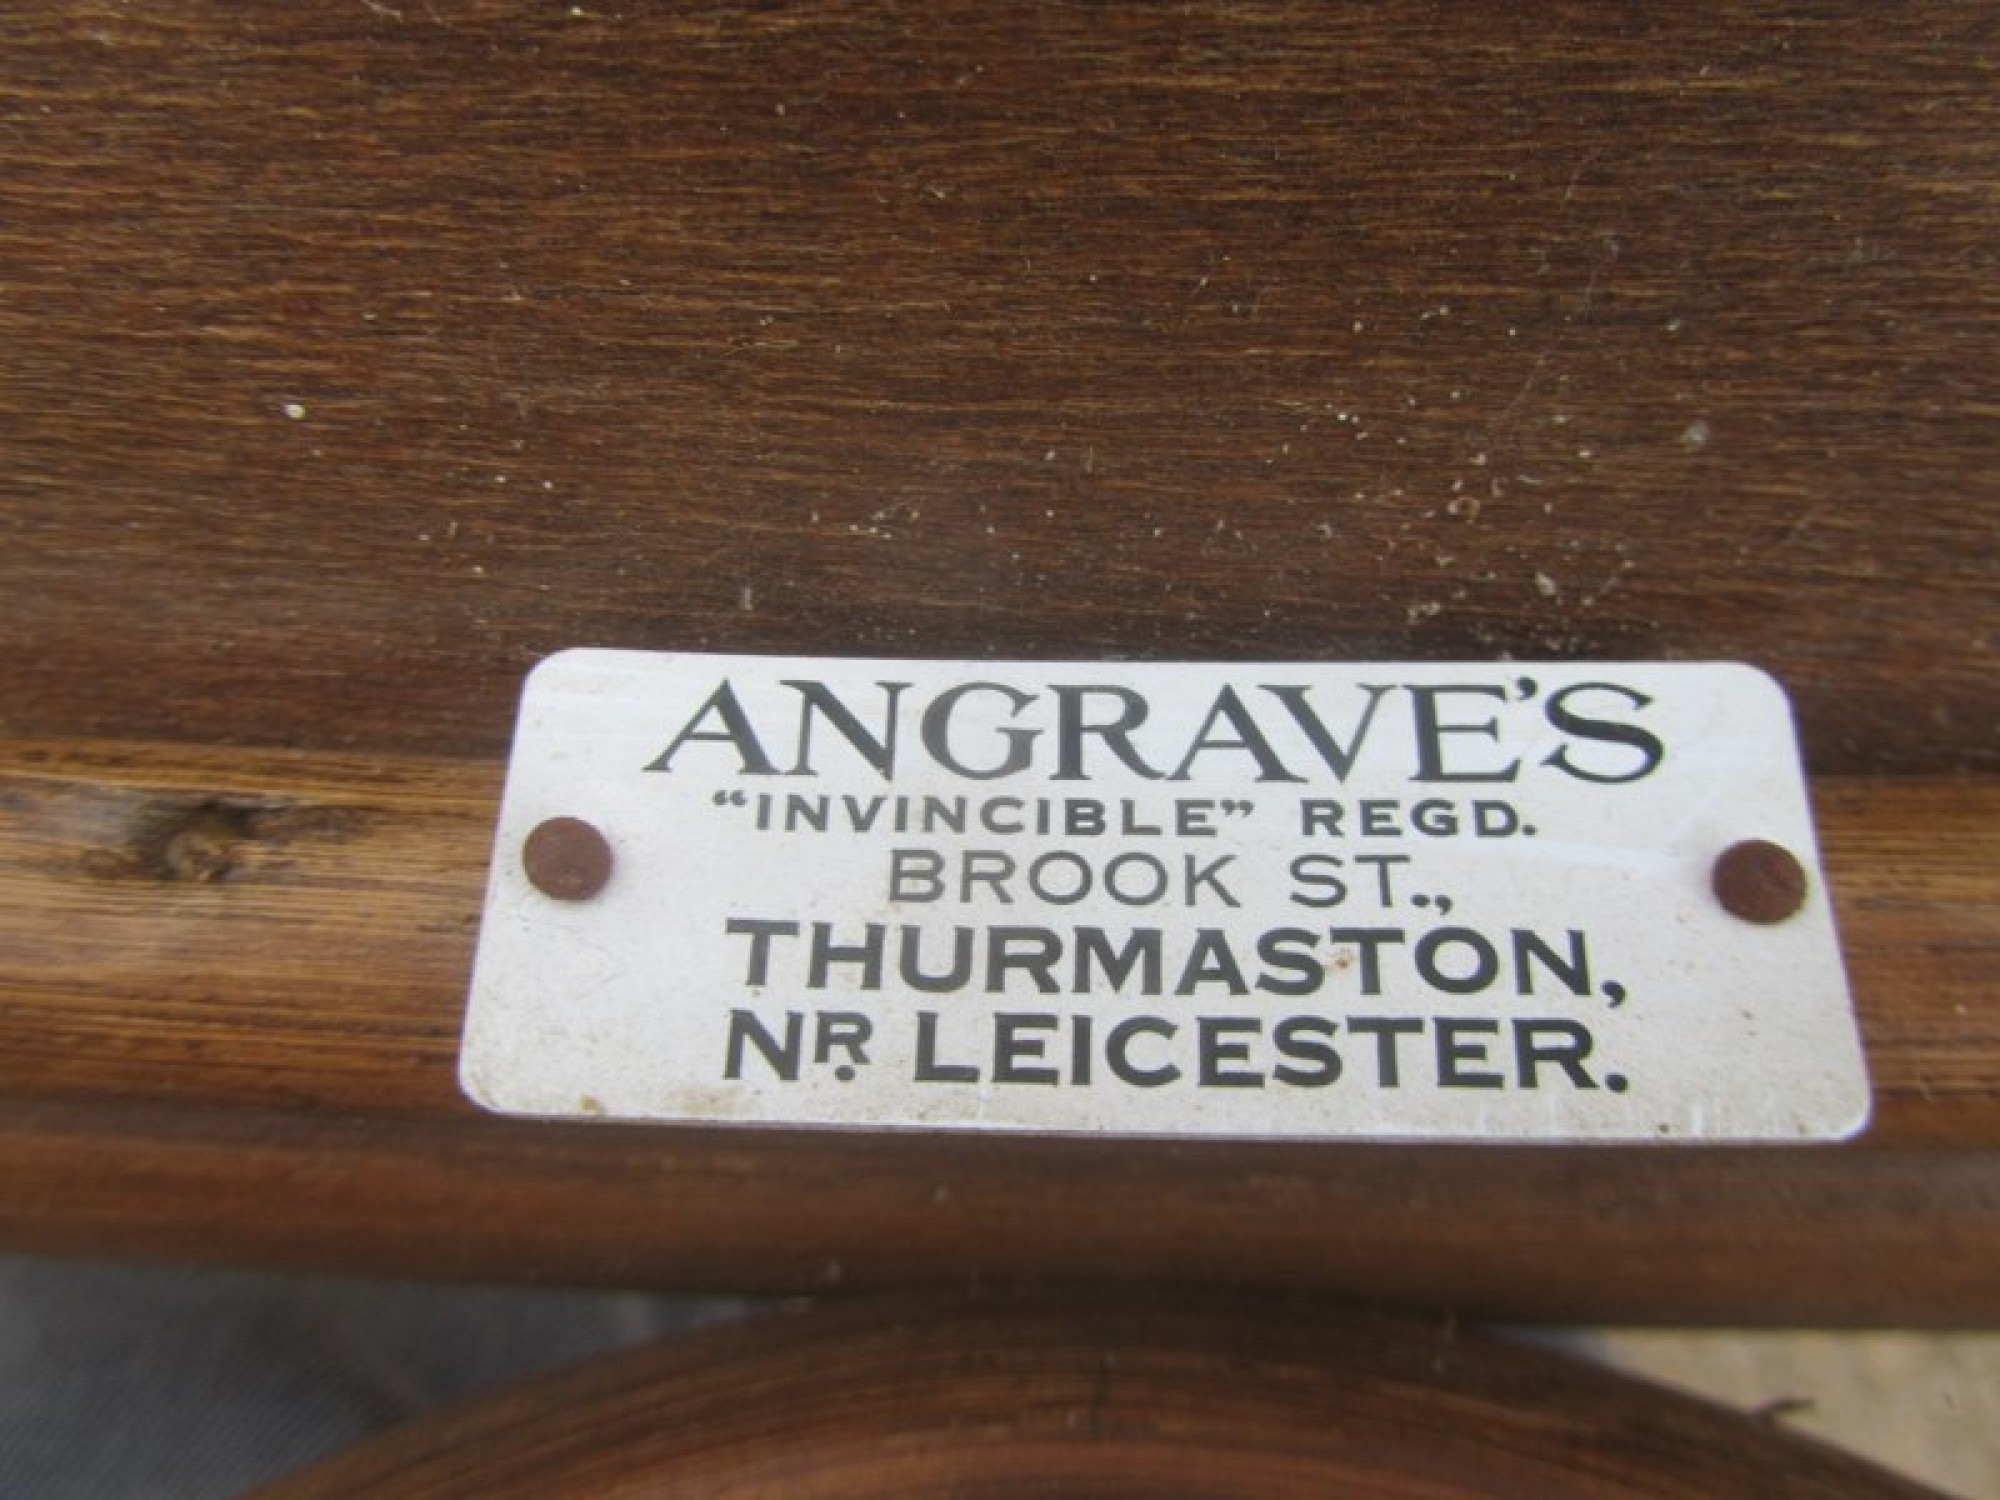 ANGRAVE'S
“INVINCIBLE” REGD.
BROOK ST.,
THURMASTON,
NR. LEICESTER.